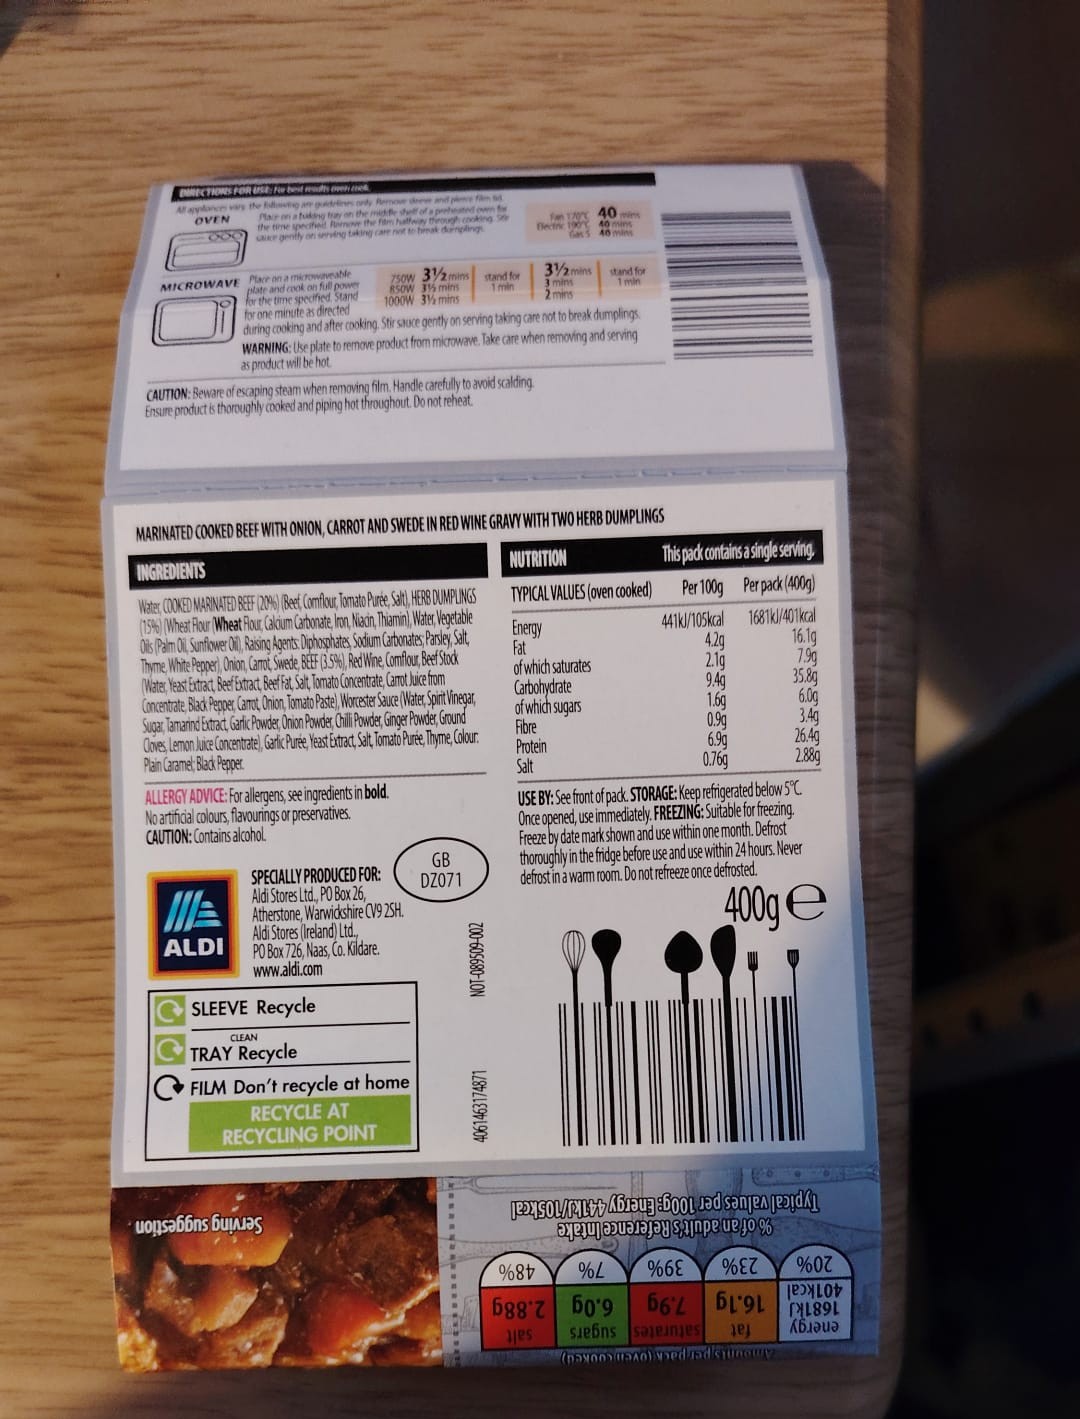 DIRECTIONS FOR USE: For best results oven cook
All appliances vary, the following are guidelines only. Remove sleeve and pierce film lid.
OVEN
Place on a baking tray on the middle shelf of a preheated oven for
the time specified. Remove the film halfway through cooking. Stir
sauce gently on serving taking care not to break dumplings.
Fan 170°C 40 mins
Electric 190°C 40 mins
Gas 5 40 mins
MICROWAVE
Place on a microwaveable
plate and cook on full power
for the time specified. Stand
for one minute as directed
during cooking and after cooking. Stir sauce gently on serving taking care not to break dumplings.
750W 3½ mins stand for 1 min 3½ mins stand for 1 min
850W 3½ mins 3 mins
1000W 3½ mins 2 mins
WARNING: Use plate to remove product from microwave. Take care when removing and serving
as product will be hot.
CAUTION: Beware of escaping steam when removing film. Handle carefully to avoid scalding.
Ensure product is thoroughly cooked and piping hot throughout. Do not reheat.
MARINATED COOKED BEEF WITH ONION, CARROT AND SWEDE IN RED WINE GRAVY WITH TWO HERB DUMPLINGS
INGREDIENTS
Water, COOKED MARINATED BEEF (20%) (Beef, Cornflour, Tomato Purée, Salt), HERB DUMPLINGS
(15%) (Wheat Flour (Wheat Flour, Calcium Carbonate, Iron, Niacin, Thiamin), Water, Vegetable
Oils (Palm Oil, Sunflower Oil), Raising Agents: Diphosphates, Sodium Carbonates; Parsley, Salt,
Thyme, White Pepper), Onion, Carrot, Swede, BEEF (3.5%), Red Wine, Cornflour, Beef Stock
(Water, Yeast Extract, Beef Extract, Beef Fat, Salt, Tomato Concentrate, Carrot Juice from
Concentrate, Black Pepper, Carrot, Onion, Tomato Paste), Worcester Sauce (Water, Spirit Vinegar,
Sugar, Tamarind Extract, Garlic Powder, Onion Powder, Chilli Powder, Ginger Powder, Ground
Cloves, Lemon Juice Concentrate), Garlic Purée, Yeast Extract, Salt, Tomato Purée, Thyme, Colour:
Plain Caramel; Black Pepper.
ALLERGY ADVICE: For allergens, see ingredients in bold.
No artificial colours, flavourings or preservatives.
CAUTION: Contains alcohol.
NUTRITION This pack contains a single serving.
TYPICAL VALUES (oven cooked) Per 100g Per pack (400g)
Energy 441kJ/105kcal 1681kJ/401kcal
Fat 4.2g 16.1g
of which saturates 2.1g 7.9g
Carbohydrate 9.4g 35.8g
of which sugars 1.6g 6.0g
Fibre 0.9g 3.4g
Protein 6.9g 26.4g
Salt 0.76g 2.88g
USE BY: See front of pack. STORAGE: Keep refrigerated below 5°C.
Once opened, use immediately. FREEZING: Suitable for freezing.
Freeze by date mark shown and use within one month. Defrost
thoroughly in the fridge before use and use within 24 hours. Never
defrost in a warm room. Do not refreeze once defrosted.
400g e
ALDI
SPECIALLY PRODUCED FOR:
Aldi Stores Ltd., PO Box 26,
Atherstone, Warwickshire CV9 2SH.
Aldi Stores (Ireland) Ltd.,
PO Box 726, Naas, Co. Kildare.
www.aldi.com
GB
DZ071
SLEEVE Recycle
CLEAN
TRAY Recycle
FILM Don't recycle at home
RECYCLE AT
RECYCLING POINT
NOT-089509-002
4061463174871
Amounts per pack (oven cooked)
energy 1681kJ 401kcal 20%
fat 16.1g 23%
saturates 7.9g 39%
sugars 6.0g 7%
salt 2.88g 48%
% of an adult's Reference Intake
Typical values per 100g: Energy 441kJ/105kcal
Serving suggestion